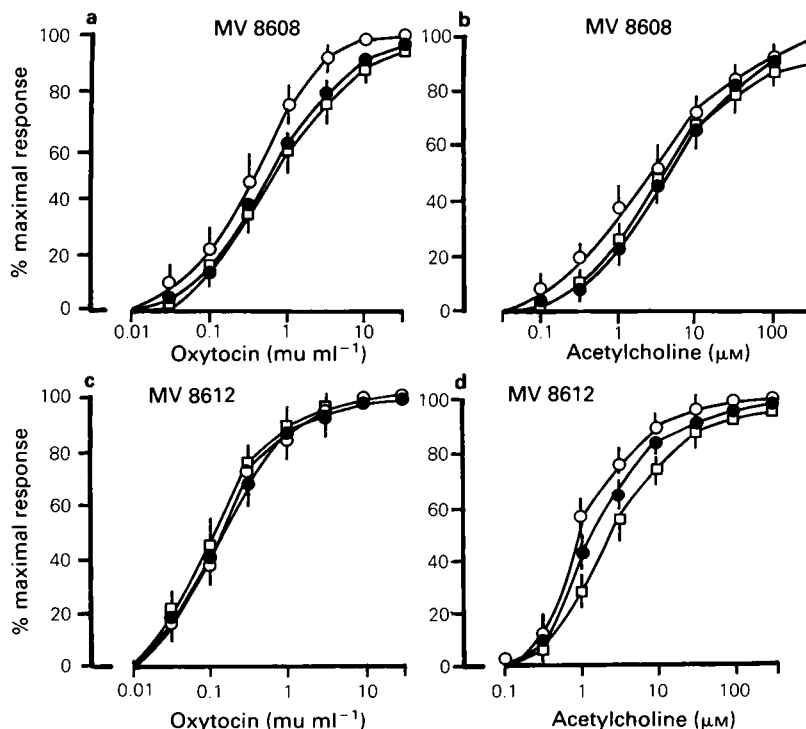 a
MV 8608
% maximal response
100
80
60
40
20
0
0.01 0.1 1 10
Oxytocin (mu ml⁻¹)
b
MV 8608
100
80
60
40
20
0
0.1 1 10 100
Acetylcholine (µM)
c
MV 8612
% maximal response
100
80
60
40
20
0
0.01 0.1 1 10
Oxytocin (mu ml⁻¹)
d
MV 8612
100
80
60
40
20
0
0.1 1 10 100
Acetylcholine (µM)